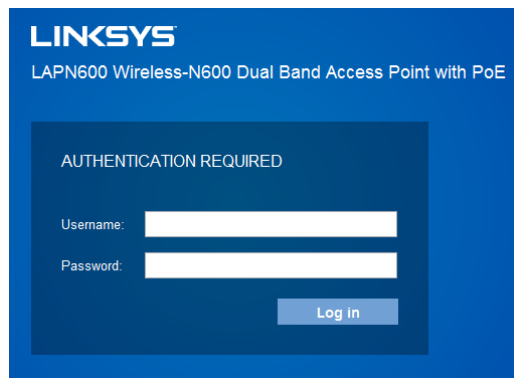 LINKSYS
LAPN600 Wireless-N600 Dual Band Access Point with PoE
AUTHENTICATION REQUIRED
Username:
Password:
Log in